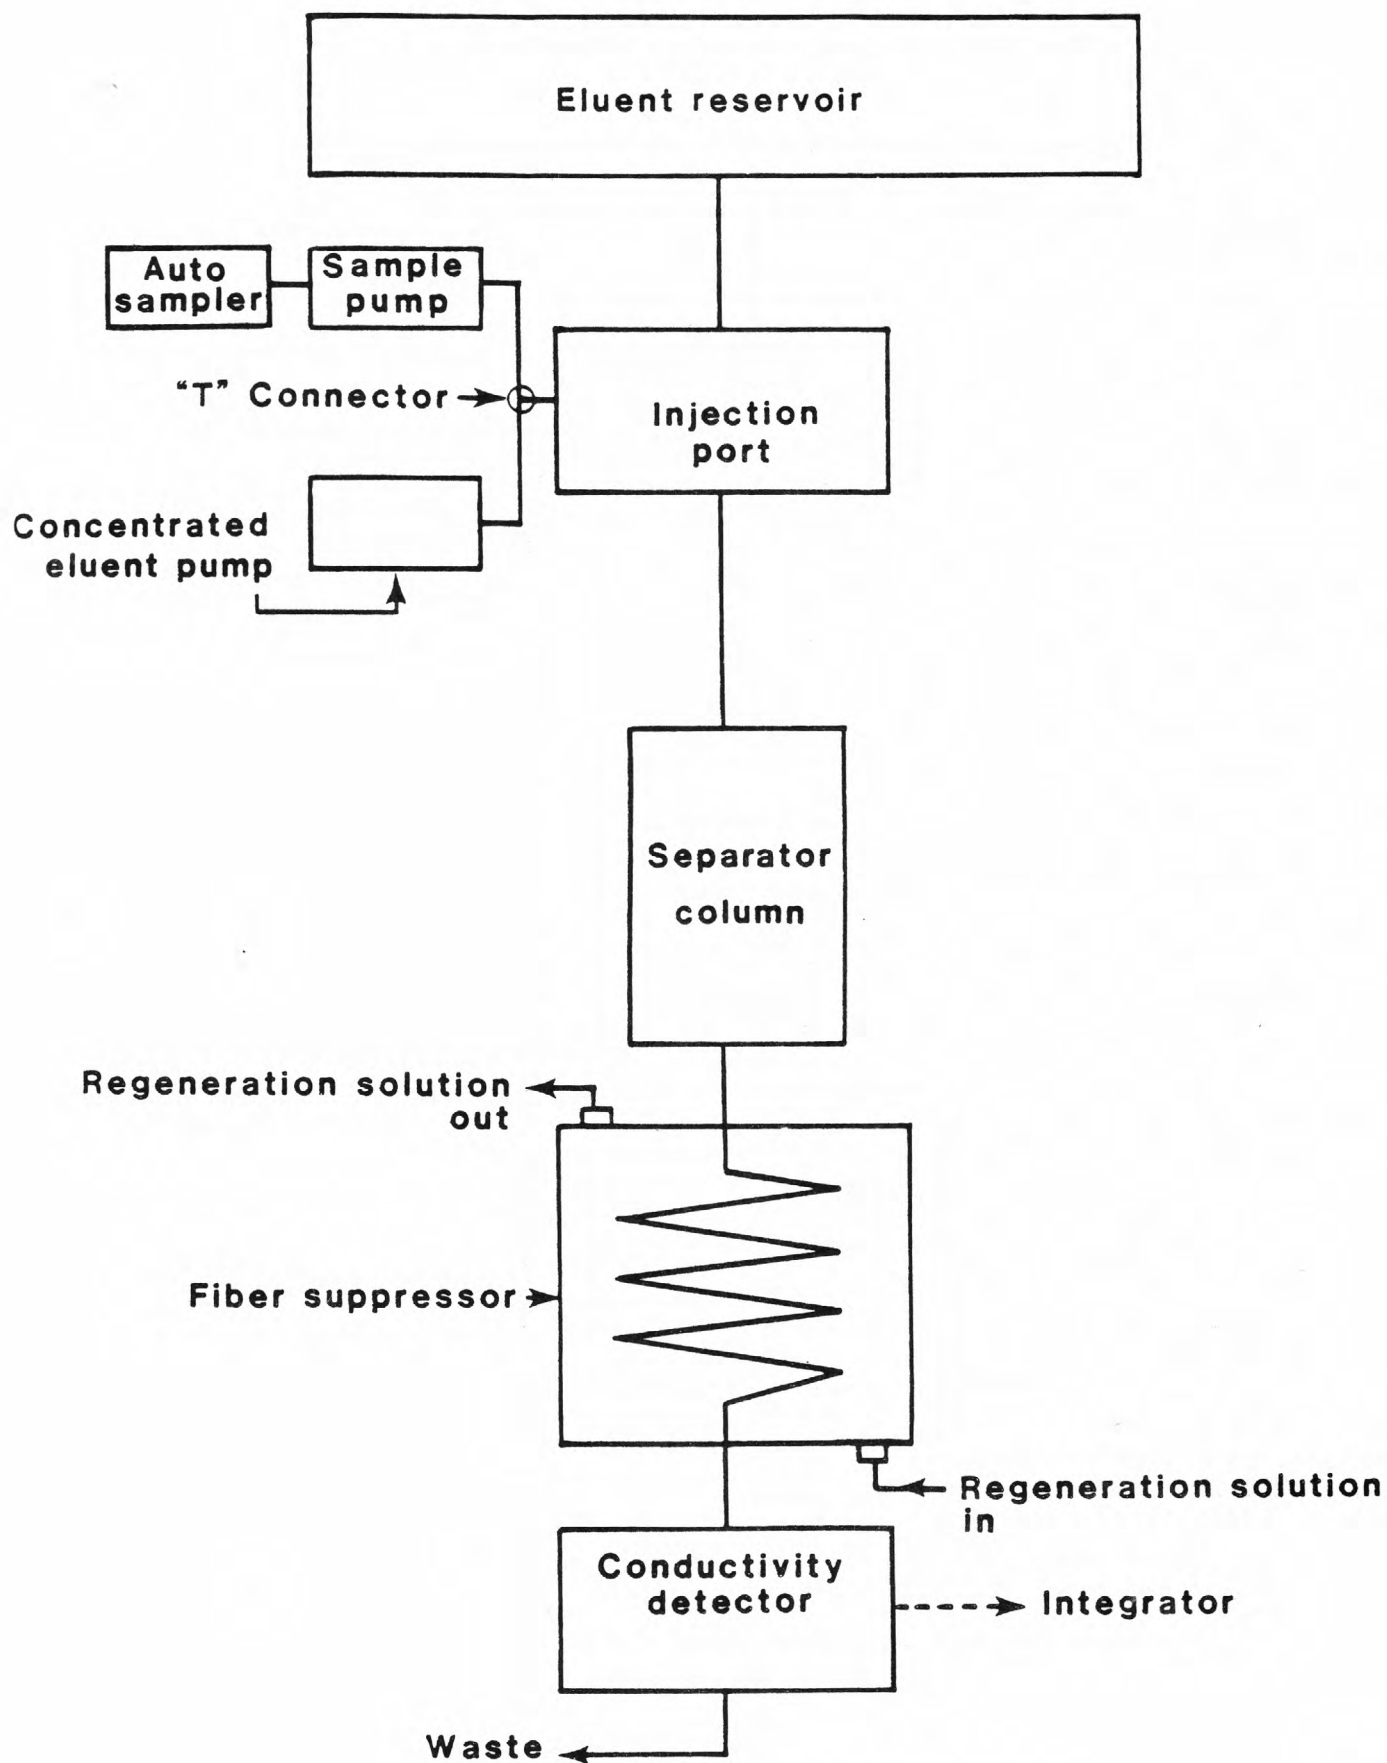 Eluent reservoir
Auto
sampler
Sample
pump
"T" Connector
Injection
port
Concentrated
eluent pump
Separator
column
Regeneration solution
out
Fiber suppressor
Regeneration solution
in
Conductivity
detector
Integrator
Waste